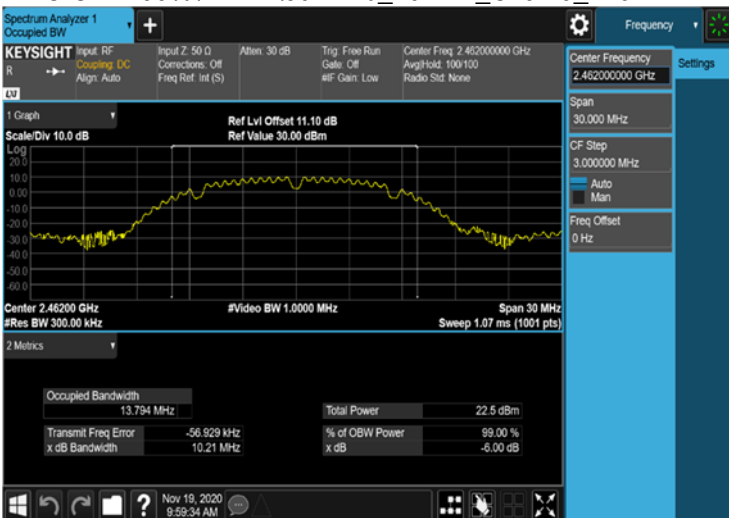 Spectrum Analyzer 1
Occupied BW
+
Frequency
KEYSIGHT
R
LXI
Input: RF
Coupling: DC
Align: Auto
Input Z: 50 Ω
Corrections: Off
Freq Ref: Int (S)
Atten: 30 dB
Trig: Free Run
Gate: Off
#IF Gain: Low
Center Freq: 2.462000000 GHz
Avg|Hold: 100/100
Radio Std: None
Center Frequency
2.462000000 GHz
Settings
Span
30.000 MHz
CF Step
3.000000 MHz
Auto
Man
Freq Offset
0 Hz
1 Graph
Scale/Div 10.0 dB
Ref Lvl Offset 11.10 dB
Ref Value 30.00 dBm
Log
20.0
10.0
0.00
-10.0
-20.0
-30.0
-40.0
-50.0
-60.0
Center 2.46200 GHz
#Video BW 1.0000 MHz
Span 30 MHz
#Res BW 300.00 kHz
Sweep 1.07 ms (1001 pts)
2 Metrics
Occupied Bandwidth
13.794 MHz
Total Power 22.5 dBm
Transmit Freq Error -56.929 kHz
% of OBW Power 99.00 %
x dB Bandwidth 10.21 MHz
x dB -6.00 dB
?
Nov 19, 2020
9:59:34 AM